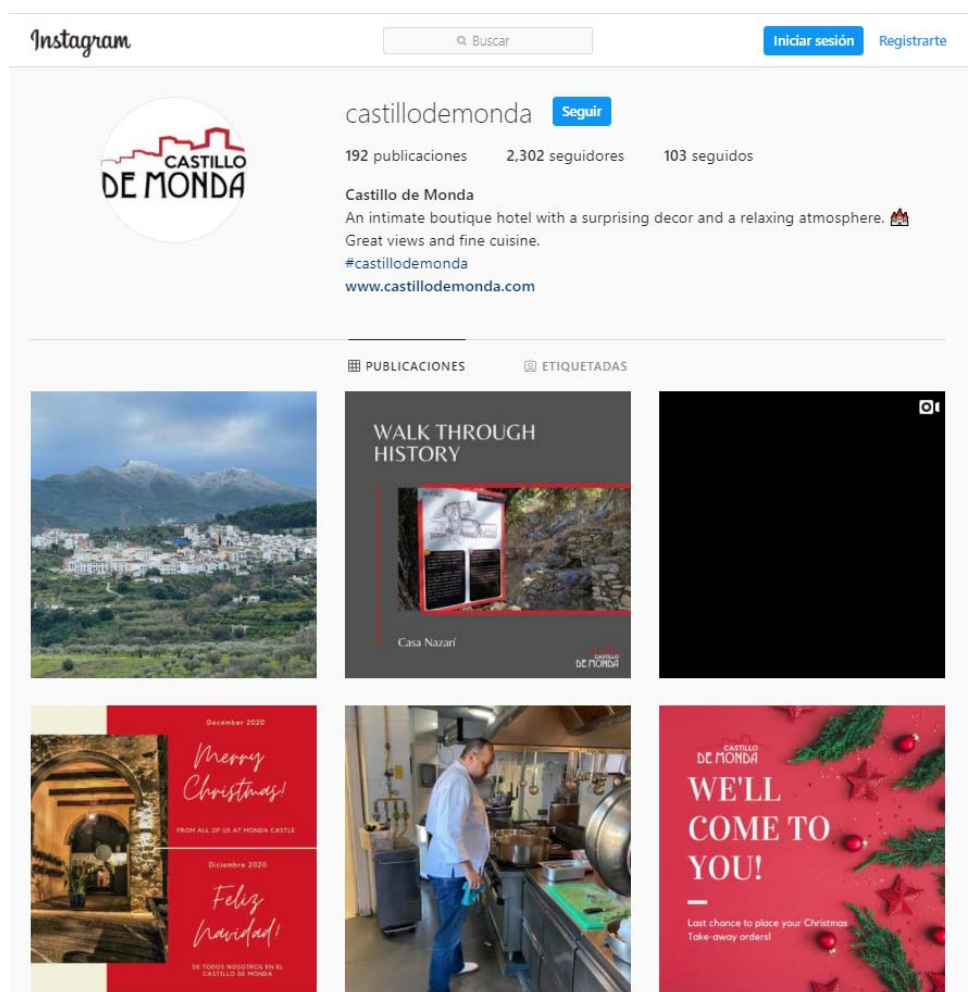 Instagram
Buscar
Iniciar sesión
Registrarte
CASTILLO
DE MONDA
castillodemonda
Seguir
192 publicaciones
2,302 seguidores
103 seguidos
Castillo de Monda
An intimate boutique hotel with a surprising decor and a relaxing atmosphere.
Great views and fine cuisine.
#castillodemonda
www.castillodemonda.com
PUBLICACIONES
ETIQUETADAS
WALK THROUGH
HISTORY
Casa Nazarí
CASTILLO
DE MONDA
December 2020
Merry
Christmas!
FROM ALL OF US AT MONDA CASTLE
Diciembre 2020
Feliz
Navidad!
DE TODOS NOSOTROS EN EL
CASTILLO DE MONDA
CASTILLO
DE MONDA
WE'LL
COME TO
YOU!
Last chance to place your Christmas
Take-away orders!